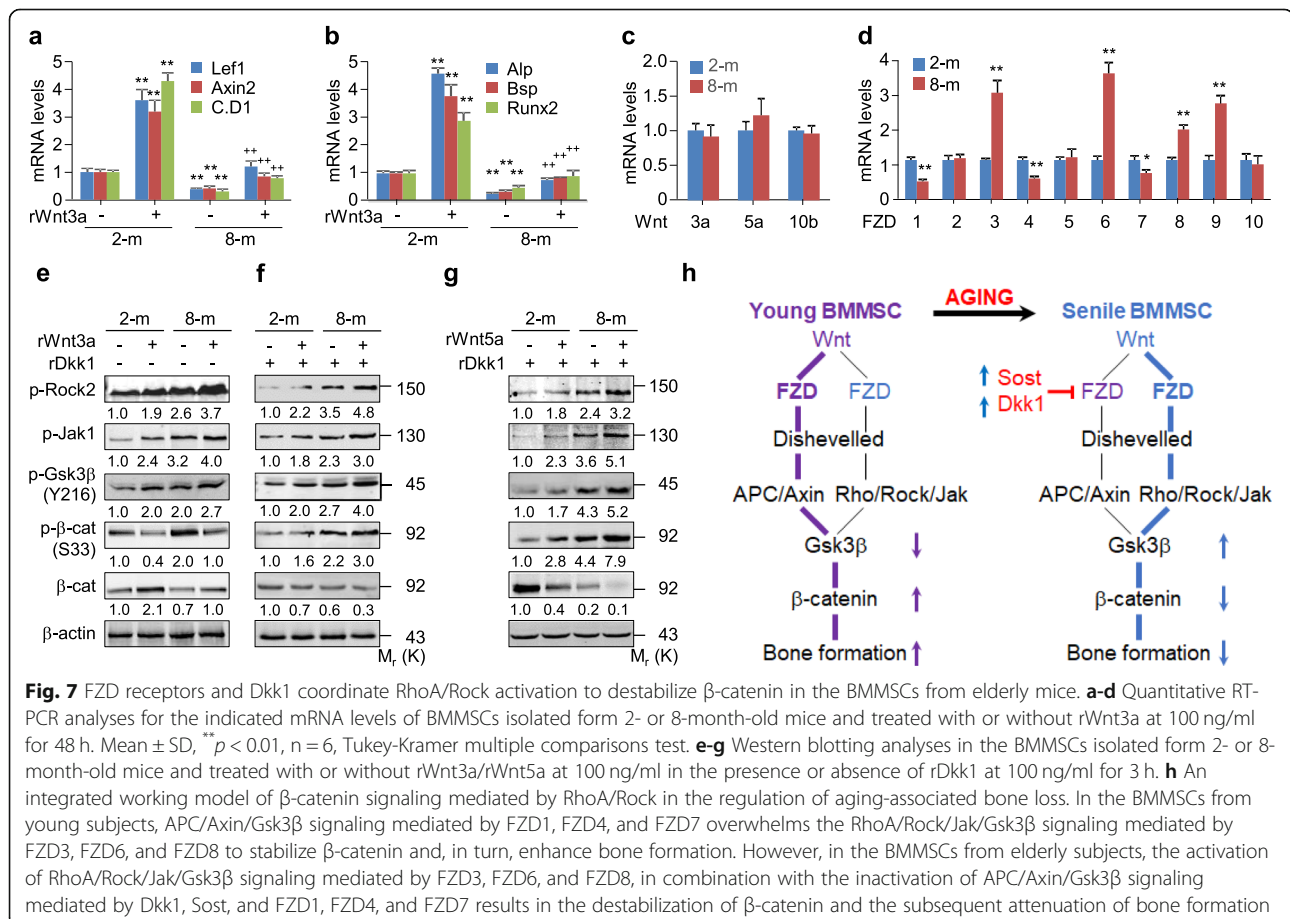 a
b
c
d
mRNA levels
5
4
3
2
1
0
Lef1
Axin2
C.D1
** ** **
** ** **
++ ++ ++
rWnt3a - + - +
2-m 8-m
mRNA levels
5
4
3
2
1
0
Alp
Bsp
Runx2
** ** **
** ** **
++ ++ ++
rWnt3a - + - +
2-m 8-m
mRNA levels
2.0
1.5
1.0
0.5
0.0
2-m
8-m
Wnt 3a 5a 10b
mRNA levels
5
4
3
2
1
0
2-m
8-m
** ** ** ** * ** **
FZD 1 2 3 4 5 6 7 8 9 10
e
f
g
h
2-m 8-m
rWnt3a - + - +
rDkk1 - - - -
p-Rock2
1.0 1.9 2.6 3.7
p-Jak1
1.0 2.4 3.2 4.0
p-Gsk3β
(Y216)
1.0 2.0 2.0 2.7
p-β-cat
(S33)
1.0 0.4 2.0 1.0
β-cat
1.0 2.1 0.7 1.0
β-actin
2-m 8-m
- + - +
+ + + +
150
1.0 2.2 3.5 4.8
130
1.0 1.8 2.3 3.0
45
1.0 2.0 2.7 4.0
92
1.0 1.6 2.2 3.0
92
1.0 0.7 0.6 0.3
43
Mr (K)
2-m 8-m
rWnt5a - + - +
rDkk1 + + + +
150
1.0 1.8 2.4 3.2
130
1.0 2.3 3.6 5.1
45
1.0 1.7 4.3 5.2
92
1.0 2.8 4.4 7.9
92
1.0 0.4 0.2 0.1
43
Mr (K)
AGING
Young BMMSC
Wnt
FZD FZD
Dishevelled
APC/Axin Rho/Rock/Jak
Gsk3β ↓
β-catenin ↑
Bone formation ↑
Senile BMMSC
Wnt
↑ Sost
↑ Dkk1
FZD FZD
Dishevelled
APC/Axin Rho/Rock/Jak
Gsk3β ↑
β-catenin ↓
Bone formation ↓
Fig. 7 FZD receptors and Dkk1 coordinate RhoA/Rock activation to destabilize β-catenin in the BMMSCs from elderly mice. a-d Quantitative RT-
PCR analyses for the indicated mRNA levels of BMMSCs isolated form 2- or 8-month-old mice and treated with or without rWnt3a at 100 ng/ml
for 48 h. Mean ± SD, **p < 0.01, n = 6, Tukey-Kramer multiple comparisons test. e-g Western blotting analyses in the BMMSCs isolated form 2- or 8-
month-old mice and treated with or without rWnt3a/rWnt5a at 100 ng/ml in the presence or absence of rDkk1 at 100 ng/ml for 3 h. h An
integrated working model of β-catenin signaling mediated by RhoA/Rock in the regulation of aging-associated bone loss. In the BMMSCs from
young subjects, APC/Axin/Gsk3β signaling mediated by FZD1, FZD4, and FZD7 overwhelms the RhoA/Rock/Jak/Gsk3β signaling mediated by
FZD3, FZD6, and FZD8 to stabilize β-catenin and, in turn, enhance bone formation. However, in the BMMSCs from elderly subjects, the activation
of RhoA/Rock/Jak/Gsk3β signaling mediated by FZD3, FZD6, and FZD8, in combination with the inactivation of APC/Axin/Gsk3β signaling
mediated by Dkk1, Sost, and FZD1, FZD4, and FZD7 results in the destabilization of β-catenin and the subsequent attenuation of bone formation